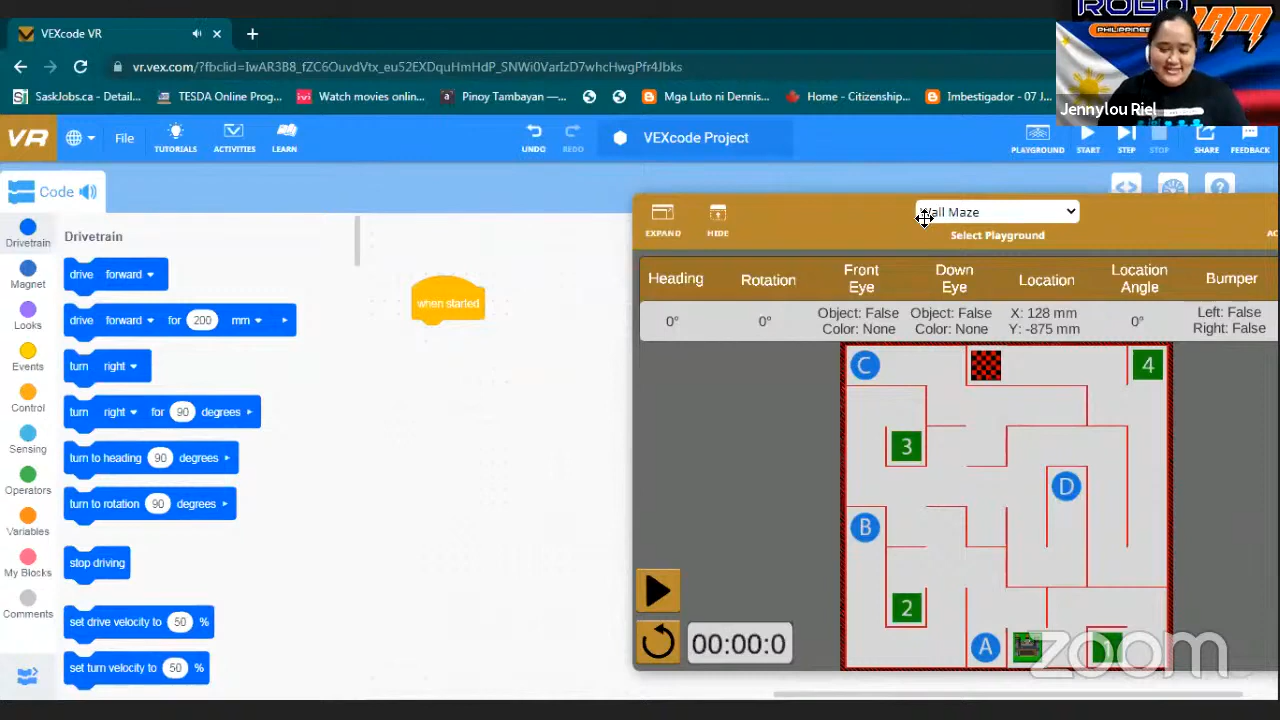 VEXcode VR
vr.vex.com/?fbclid=IwAR3B8_fZC6OuvdVtx_eu52EXDquHmHdP_SNWi0VarIzD7whcHwgPfr4Jbks
SaskJobs.ca - Detail...
TESDA Online Prog...
Watch movies onlin...
Pinoy Tambayan —...
Mga Luto ni Dennis...
Home - Citizenship...
Imbestigador - 07 J...
ROBO
PHILIPPINES
Jennylou Riel
VR
File
TUTORIALS
ACTIVITIES
LEARN
UNDO
REDO
VEXcode Project
PLAYGROUND
START
STEP
STOP
SHARE
FEEDBACK
Code
Drivetrain
Magnet
Looks
Events
Control
Sensing
Operators
Variables
My Blocks
Comments
Drivetrain
drive forward
drive forward for 200 mm
turn right
turn right for 90 degrees
turn to heading 90 degrees
turn to rotation 90 degrees
stop driving
set drive velocity to 50 %
set turn velocity to 50 %
when started
EXPAND
HIDE
Wall Maze
Select Playground
Heading
Rotation
Front Eye
Down Eye
Location
Location Angle
Bumper
0°
0°
Object: False
Color: None
Object: False
Color: None
X: 128 mm
Y: -875 mm
0°
Left: False
Right: False
C
4
3
D
B
2
A
00:00:0
zoom